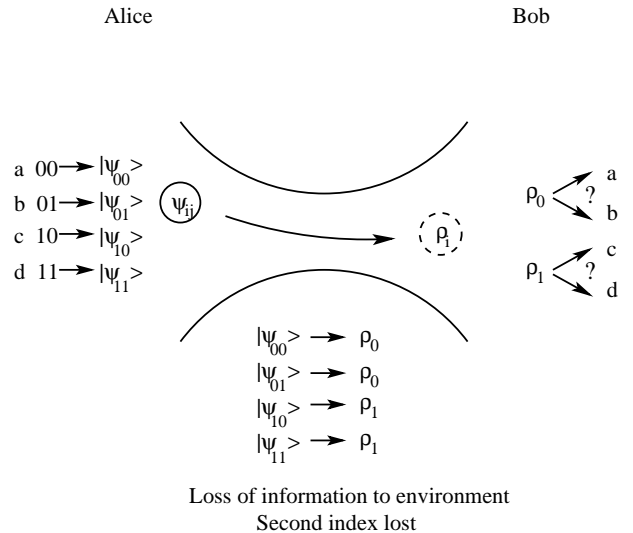 Alice
Bob
a 00 → |ψ00>
b 01 → |ψ01>
c 10 → |ψ10>
d 11 → |ψ11>
ψij
ρi
ρ0 ? a b
ρ1 ? c d
|ψ00> → ρ0
|ψ01> → ρ0
|ψ10> → ρ1
|ψ11> → ρ1
Loss of information to environment
Second index lost